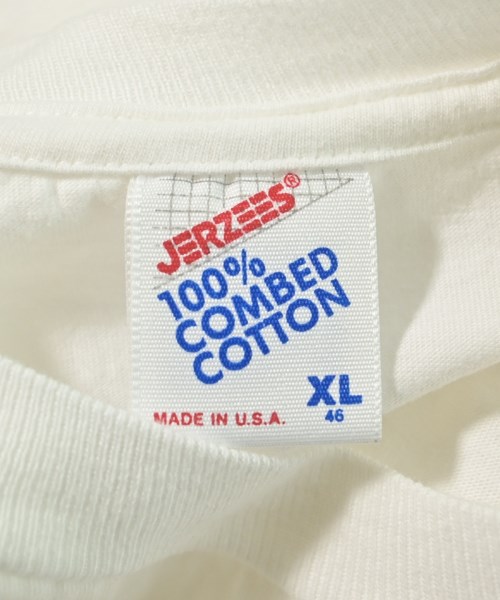 JERZEES®
100%
COMBED
COTTON
XL
46
MADE IN U.S.A.